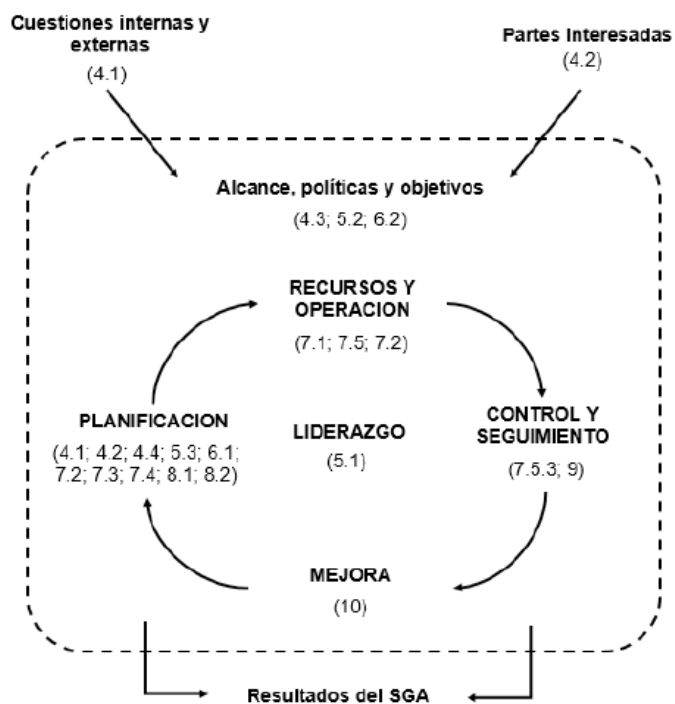 Cuestiones internas y
externas
(4.1)
Partes Interesadas
(4.2)
Alcance, políticas y objetivos
(4.3; 5.2; 6.2)
RECURSOS Y
OPERACION
(7.1; 7.5; 7.2)
PLANIFICACION
(4.1; 4.2; 4.4; 5.3; 6.1;
7.2; 7.3; 7.4; 8.1; 8.2)
LIDERAZGO
(5.1)
CONTROL Y
SEGUIMIENTO
(7.5.3; 9)
MEJORA
(10)
Resultados del SGA